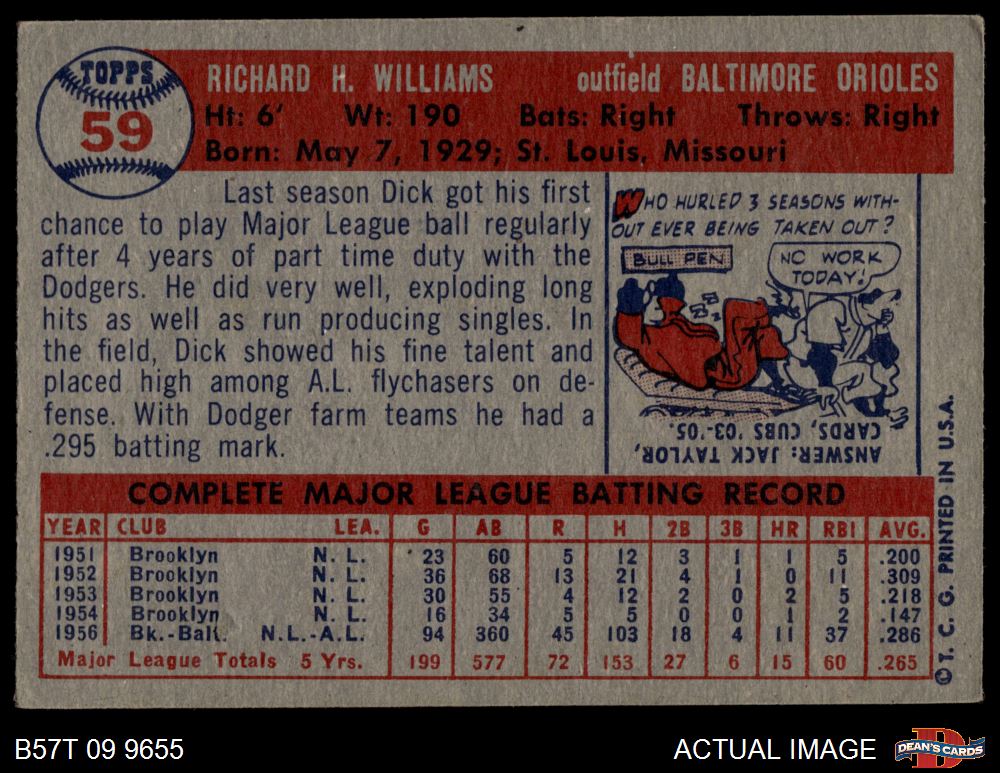 TOPPS
59
RICHARD H. WILLIAMS outfield BALTIMORE ORIOLES
Ht: 6' Wt: 190 Bats: Right Throws: Right
Born: May 7, 1929; St. Louis, Missouri
Last season Dick got his first
chance to play Major League ball regularly
after 4 years of part time duty with the
Dodgers. He did very well, exploding long
hits as well as run producing singles. In
the field, Dick showed his fine talent and
placed high among A.L. flychasers on de-
fense. With Dodger farm teams he had a
.295 batting mark.
WHO HURLED 3 SEASONS WITH-
OUT EVER BEING TAKEN OUT?
BULL PEN
NO WORK
TODAY!
ANSWER: JACK TAYLOR,
CARDS, CUBS '03-'05.
COMPLETE MAJOR LEAGUE BATTING RECORD
YEAR CLUB LEA. G AB R H 2B 3B HR RBI AVG.
1951 Brooklyn N. L. 23 60 5 12 3 1 1 5 .200
1952 Brooklyn N. L. 36 68 13 21 4 1 0 11 .309
1953 Brooklyn N. L. 30 55 4 12 2 0 2 5 .218
1954 Brooklyn N. L. 16 34 5 5 0 0 1 2 .147
1956 Bk.-Balt. N.L.-A.L. 94 360 45 103 18 4 11 37 .286
Major League Totals 5 Yrs. 199 577 72 153 27 6 15 60 .265
© T. C. G. PRINTED IN U.S.A.
B57T 09 9655
ACTUAL IMAGE
D
DEAN'S CARDS